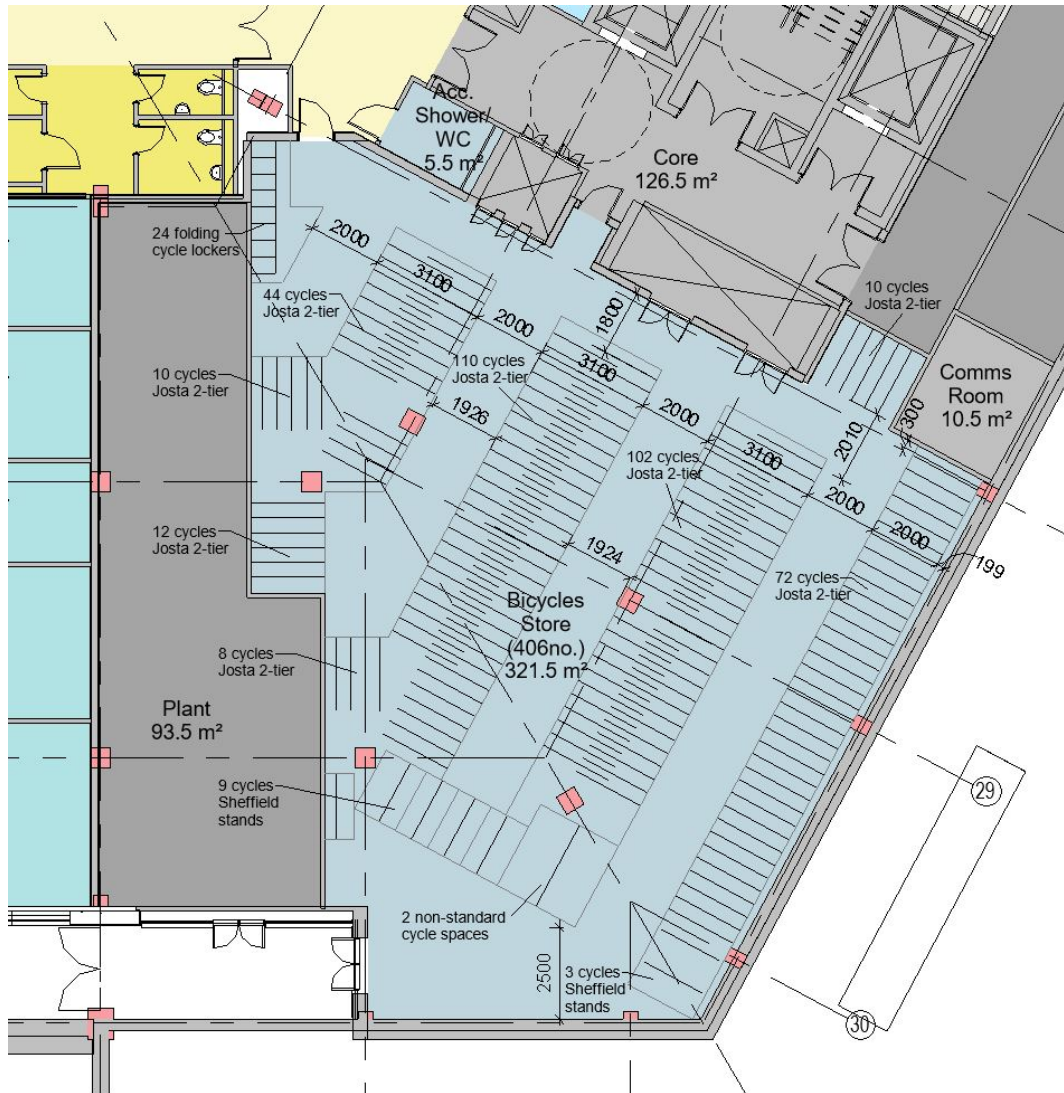 Acc.
Shower/
WC
5.5 m²
Core
126.5 m²
24 folding
cycle lockers
2000
3100
44 cycles
Josta 2-tier
2000
1800
10 cycles
Josta 2-tier
110 cycles
Josta 2-tier
3100
10 cycles
Josta 2-tier
1926
2000
Comms
Room
10.5 m²
300
2010
102 cycles
Josta 2-tier
3100
2000
2000
12 cycles
Josta 2-tier
1924
199
72 cycles
Josta 2-tier
Bicycles
Store
(406no.)
321.5 m²
8 cycles
Josta 2-tier
Plant
93.5 m²
9 cycles
Sheffield
stands
29
2 non-standard
cycle spaces
2500
3 cycles
Sheffield
stands
30